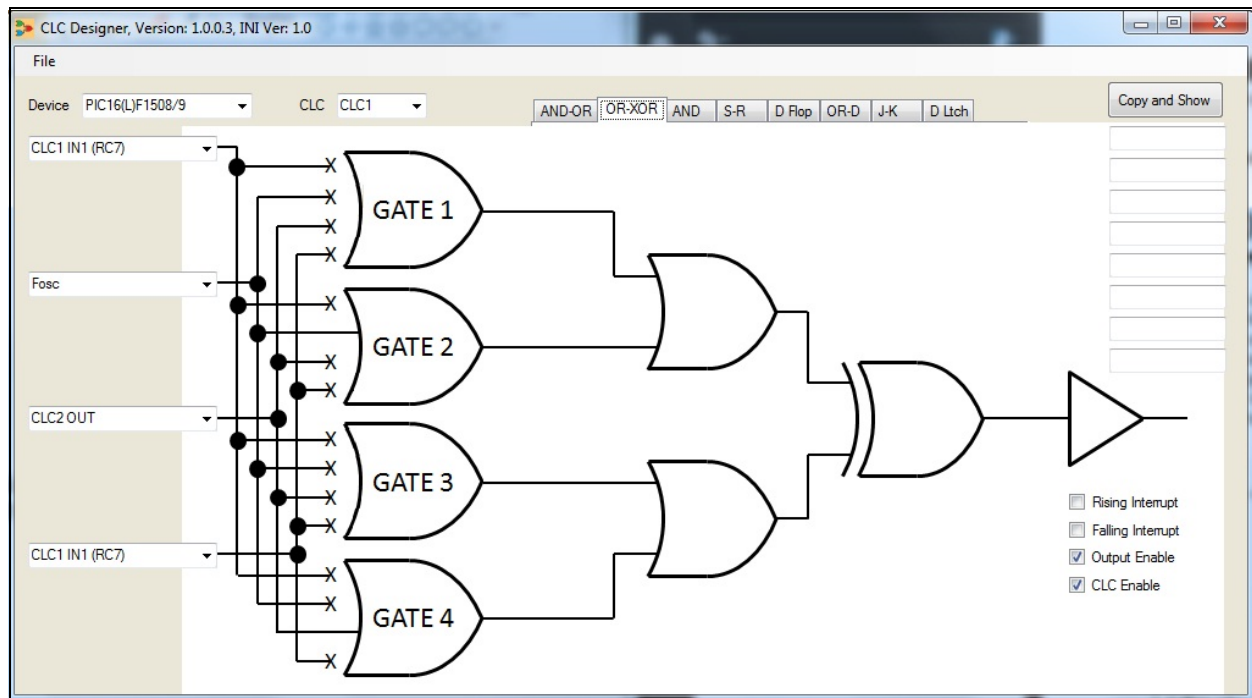 CLC Designer, Version: 1.0.0.3, INI Ver: 1.0
File
Device PIC16(L)F1508/9 CLC CLC1 AND-OR OR-XOR AND S-R D Flop OR-D J-K D Ltch Copy and Show
CLC1 IN1 (RC7)
X
X
GATE 1
X
X
Fosc
X
GATE 2
X
X
CLC2 OUT
X
X
GATE 3
X
X
Rising Interrupt
Falling Interrupt
CLC1 IN1 (RC7)
Output Enable
X
CLC Enable
X
GATE 4
X